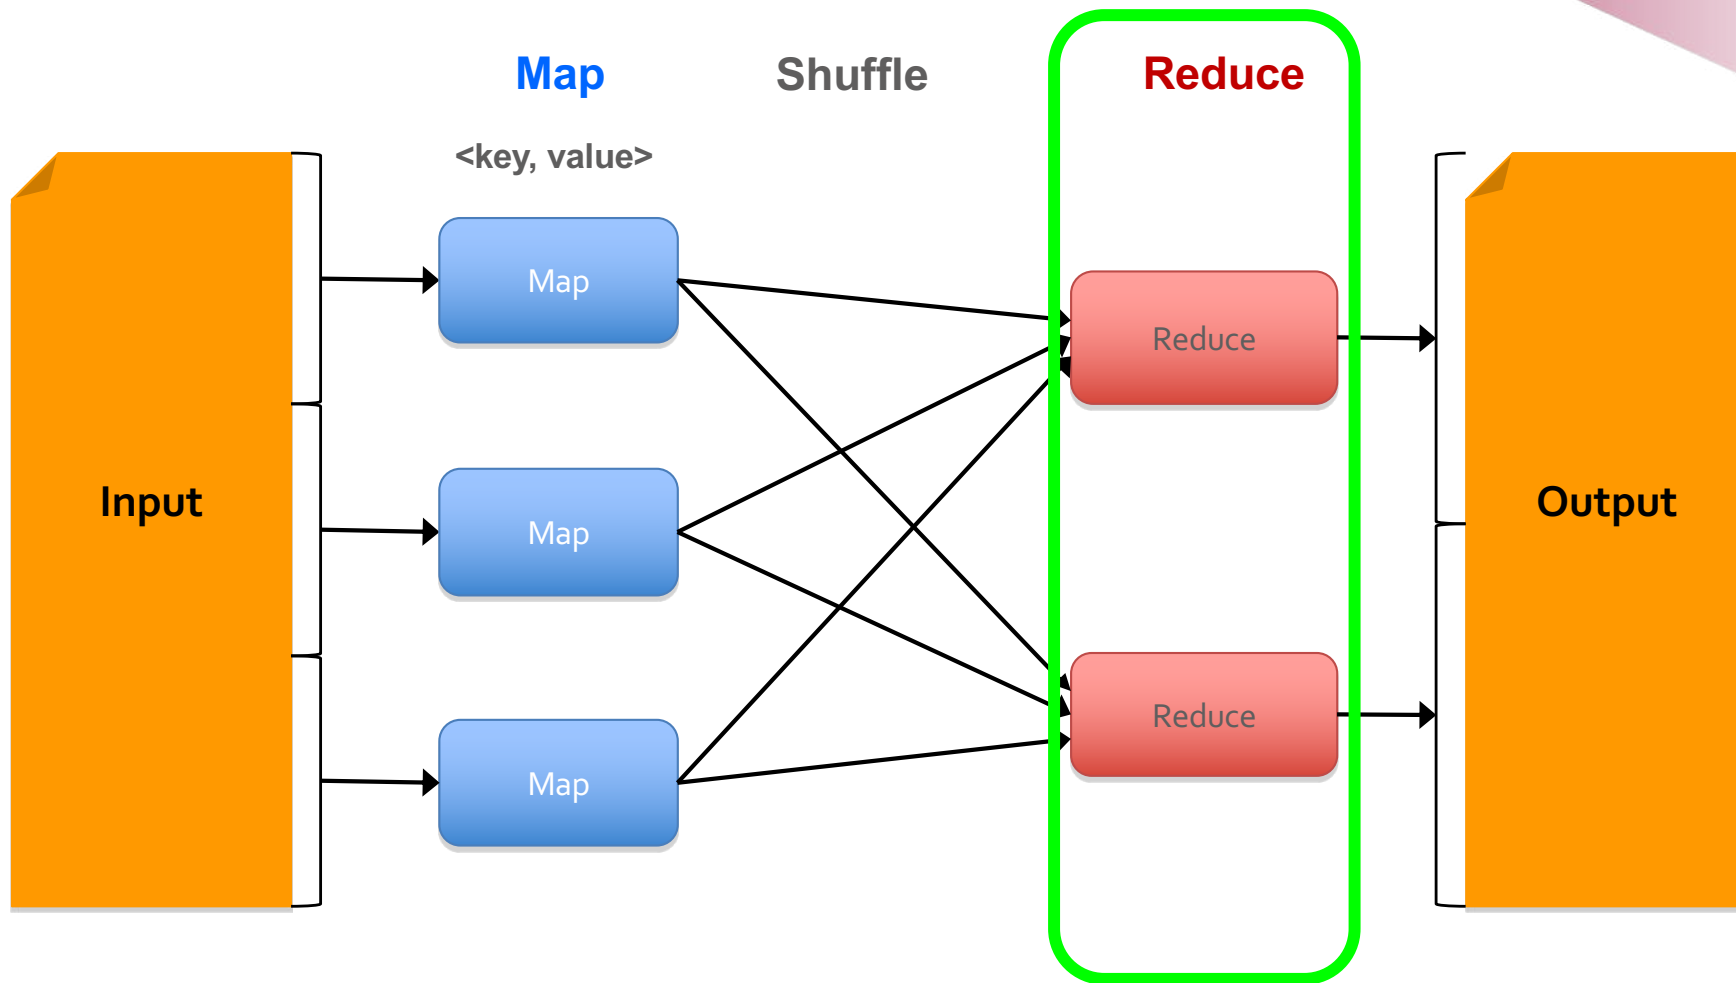 Map
Shuffle
Reduce
<key, value>
Map
Reduce
Input
Map
Output
Reduce
Map